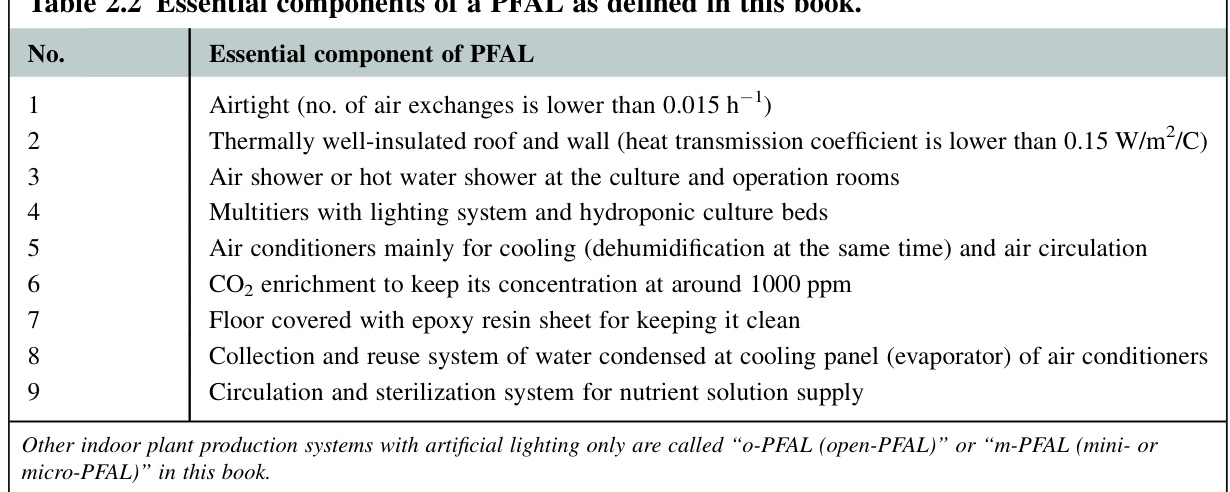 Table 2.2 Essential components of a PFAL as defined in this book.
No. Essential component of PFAL
1 Airtight (no. of air exchanges is lower than 0.015 h⁻¹)
2 Thermally well-insulated roof and wall (heat transmission coefficient is lower than 0.15 W/m²/C)
3 Air shower or hot water shower at the culture and operation rooms
4 Multitiers with lighting system and hydroponic culture beds
5 Air conditioners mainly for cooling (dehumidification at the same time) and air circulation
6 CO₂ enrichment to keep its concentration at around 1000 ppm
7 Floor covered with epoxy resin sheet for keeping it clean
8 Collection and reuse system of water condensed at cooling panel (evaporator) of air conditioners
9 Circulation and sterilization system for nutrient solution supply
Other indoor plant production systems with artificial lighting only are called “o-PFAL (open-PFAL)” or “m-PFAL (mini- or
micro-PFAL)” in this book.